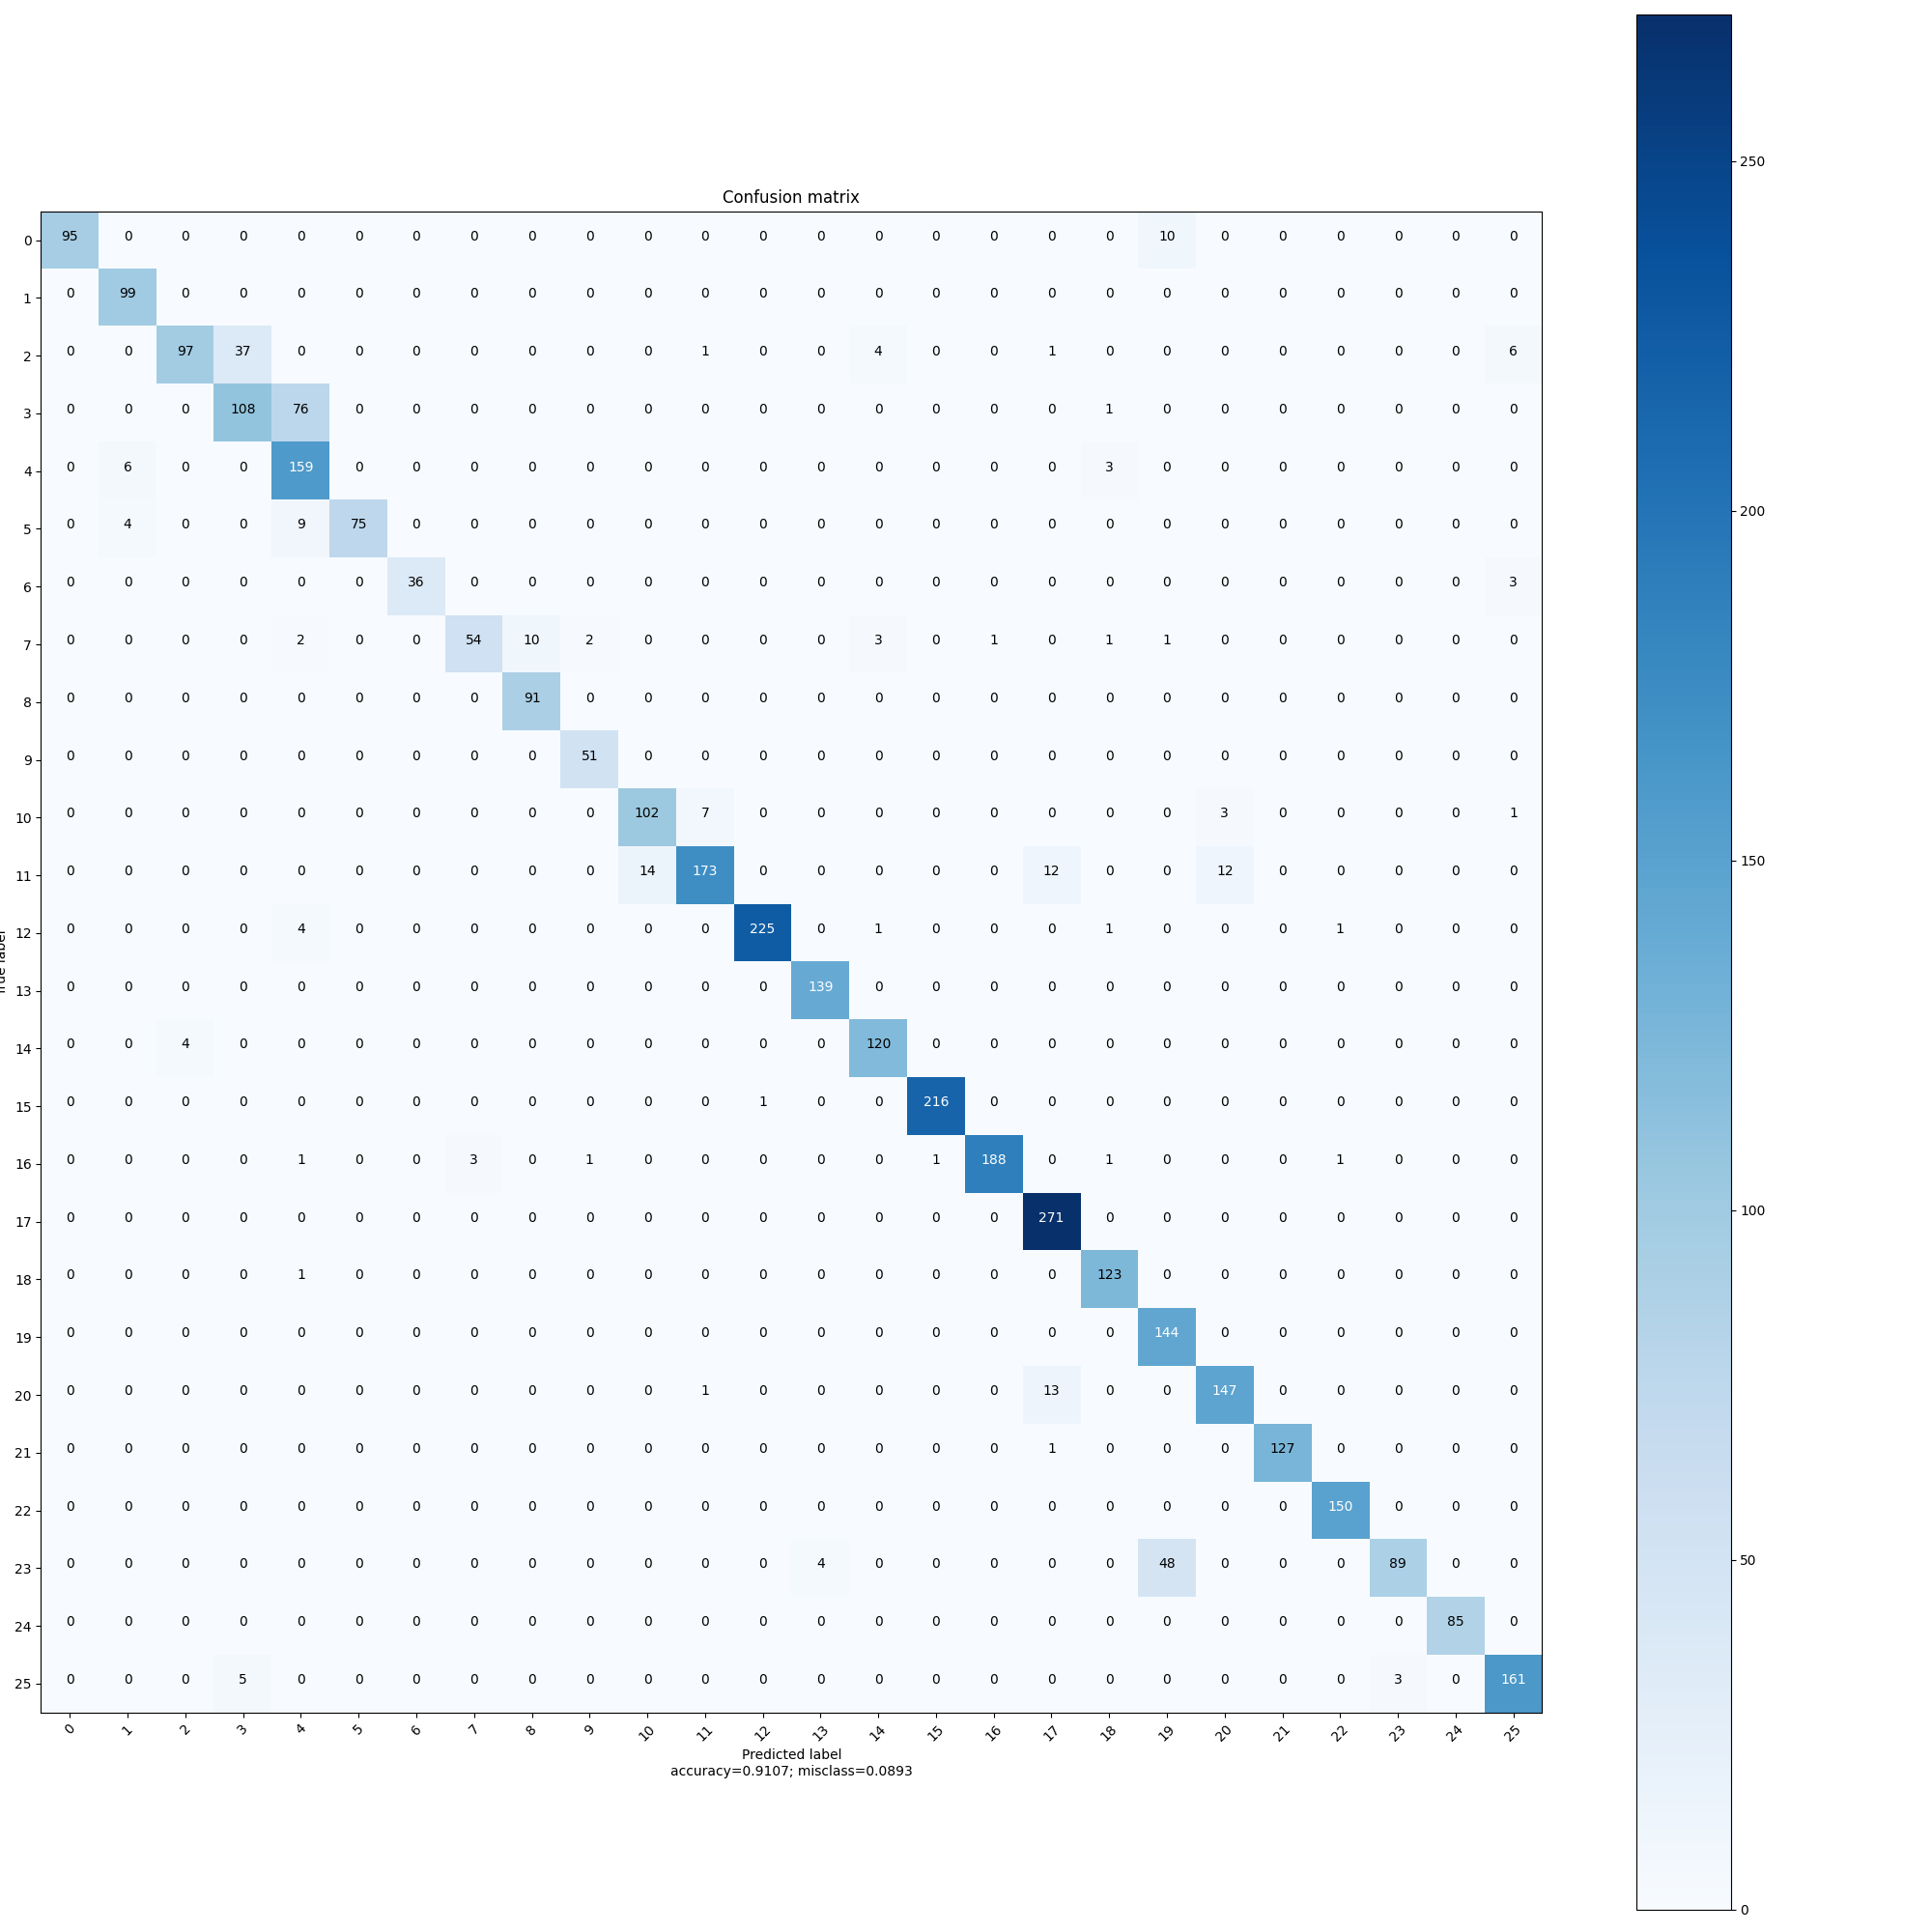 Confusion matrix
0 95 0 0 0 0 0 0 0 0 0 0 0 0 0 0 0 0 0 10 0 0 0 0 0 0
1 0 99 0 0 0 0 0 0 0 0 0 0 0 0 0 0 0 0 0 0 0 0 0 0 0 0
2 0 0 97 37 0 0 0 0 0 0 0 1 0 0 4 0 0 1 0 0 0 0 0 0 0 6
3 0 0 0 108 76 0 0 0 0 0 0 0 0 0 0 0 0 0 1 0 0 0 0 0 0 0
4 0 6 0 0 159 0 0 0 0 0 0 0 0 0 0 0 0 0 3 0 0 0 0 0 0 0
5 0 4 0 0 9 75 0 0 0 0 0 0 0 0 0 0 0 0 0 0 0 0 0 0 0 0
6 0 0 0 0 0 0 36 0 0 0 0 0 0 0 0 0 0 0 0 0 0 0 0 0 0 3
7 0 0 0 0 2 0 0 54 10 2 0 0 0 0 3 0 1 0 1 1 0 0 0 0 0 0
8 0 0 0 0 0 0 0 0 91 0 0 0 0 0 0 0 0 0 0 0 0 0 0 0 0 0
9 0 0 0 0 0 0 0 0 0 51 0 0 0 0 0 0 0 0 0 0 0 0 0 0 0 0
10 0 0 0 0 0 0 0 0 0 0 102 7 0 0 0 0 0 0 0 0 3 0 0 0 0 1
11 0 0 0 0 0 0 0 0 0 0 14 173 0 0 0 0 0 12 0 0 12 0 0 0 0 0
12 0 0 0 0 4 0 0 0 0 0 0 0 225 0 1 0 0 0 1 0 0 0 1 0 0 0
13 0 0 0 0 0 0 0 0 0 0 0 0 0 139 0 0 0 0 0 0 0 0 0 0 0 0
14 0 0 4 0 0 0 0 0 0 0 0 0 0 0 120 0 0 0 0 0 0 0 0 0 0 0
15 0 0 0 0 0 0 0 0 0 0 0 0 1 0 0 216 0 0 0 0 0 0 0 0 0 0
16 0 0 0 0 1 0 0 3 0 1 0 0 0 0 0 1 188 0 1 0 0 0 1 0 0 0
17 0 0 0 0 0 0 0 0 0 0 0 0 0 0 0 0 0 271 0 0 0 0 0 0 0 0
18 0 0 0 0 1 0 0 0 0 0 0 0 0 0 0 0 0 0 123 0 0 0 0 0 0 0
19 0 0 0 0 0 0 0 0 0 0 0 0 0 0 0 0 0 0 0 144 0 0 0 0 0 0
20 0 0 0 0 0 0 0 0 0 0 0 1 0 0 0 0 0 13 0 0 147 0 0 0 0 0
21 0 0 0 0 0 0 0 0 0 0 0 0 0 0 0 0 0 1 0 0 0 127 0 0 0 0
22 0 0 0 0 0 0 0 0 0 0 0 0 0 0 0 0 0 0 0 0 0 0 150 0 0 0
23 0 0 0 0 0 0 0 0 0 0 0 0 0 4 0 0 0 0 0 48 0 0 0 89 0 0
24 0 0 0 0 0 0 0 0 0 0 0 0 0 0 0 0 0 0 0 0 0 0 0 0 85 0
25 0 0 0 5 0 0 0 0 0 0 0 0 0 0 0 0 0 0 0 0 0 0 0 3 0 161
0 1 2 3 4 5 6 7 8 9 10 11 12 13 14 15 16 17 18 19 20 21 22 23 24 25
Predicted label
accuracy=0.9107; misclass=0.0893
250
200
150
100
50
0